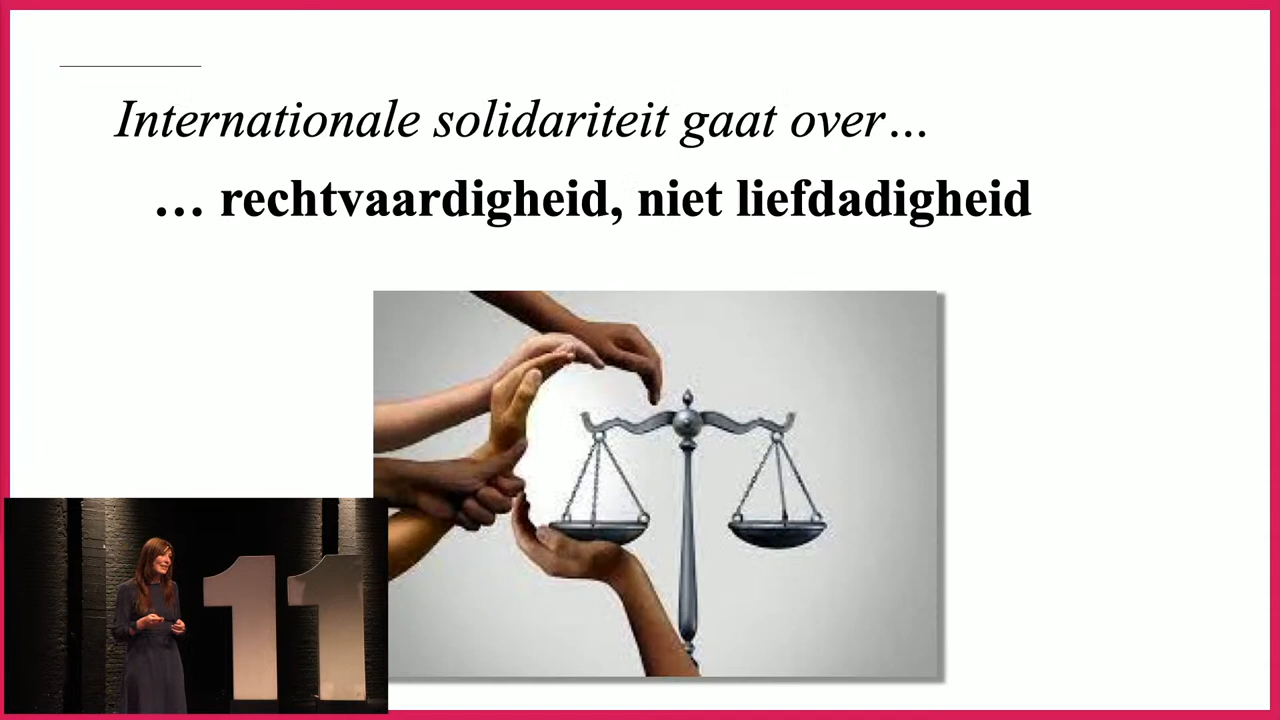 Internationale solidariteit gaat over…
… rechtvaardigheid, niet liefdadigheid
11